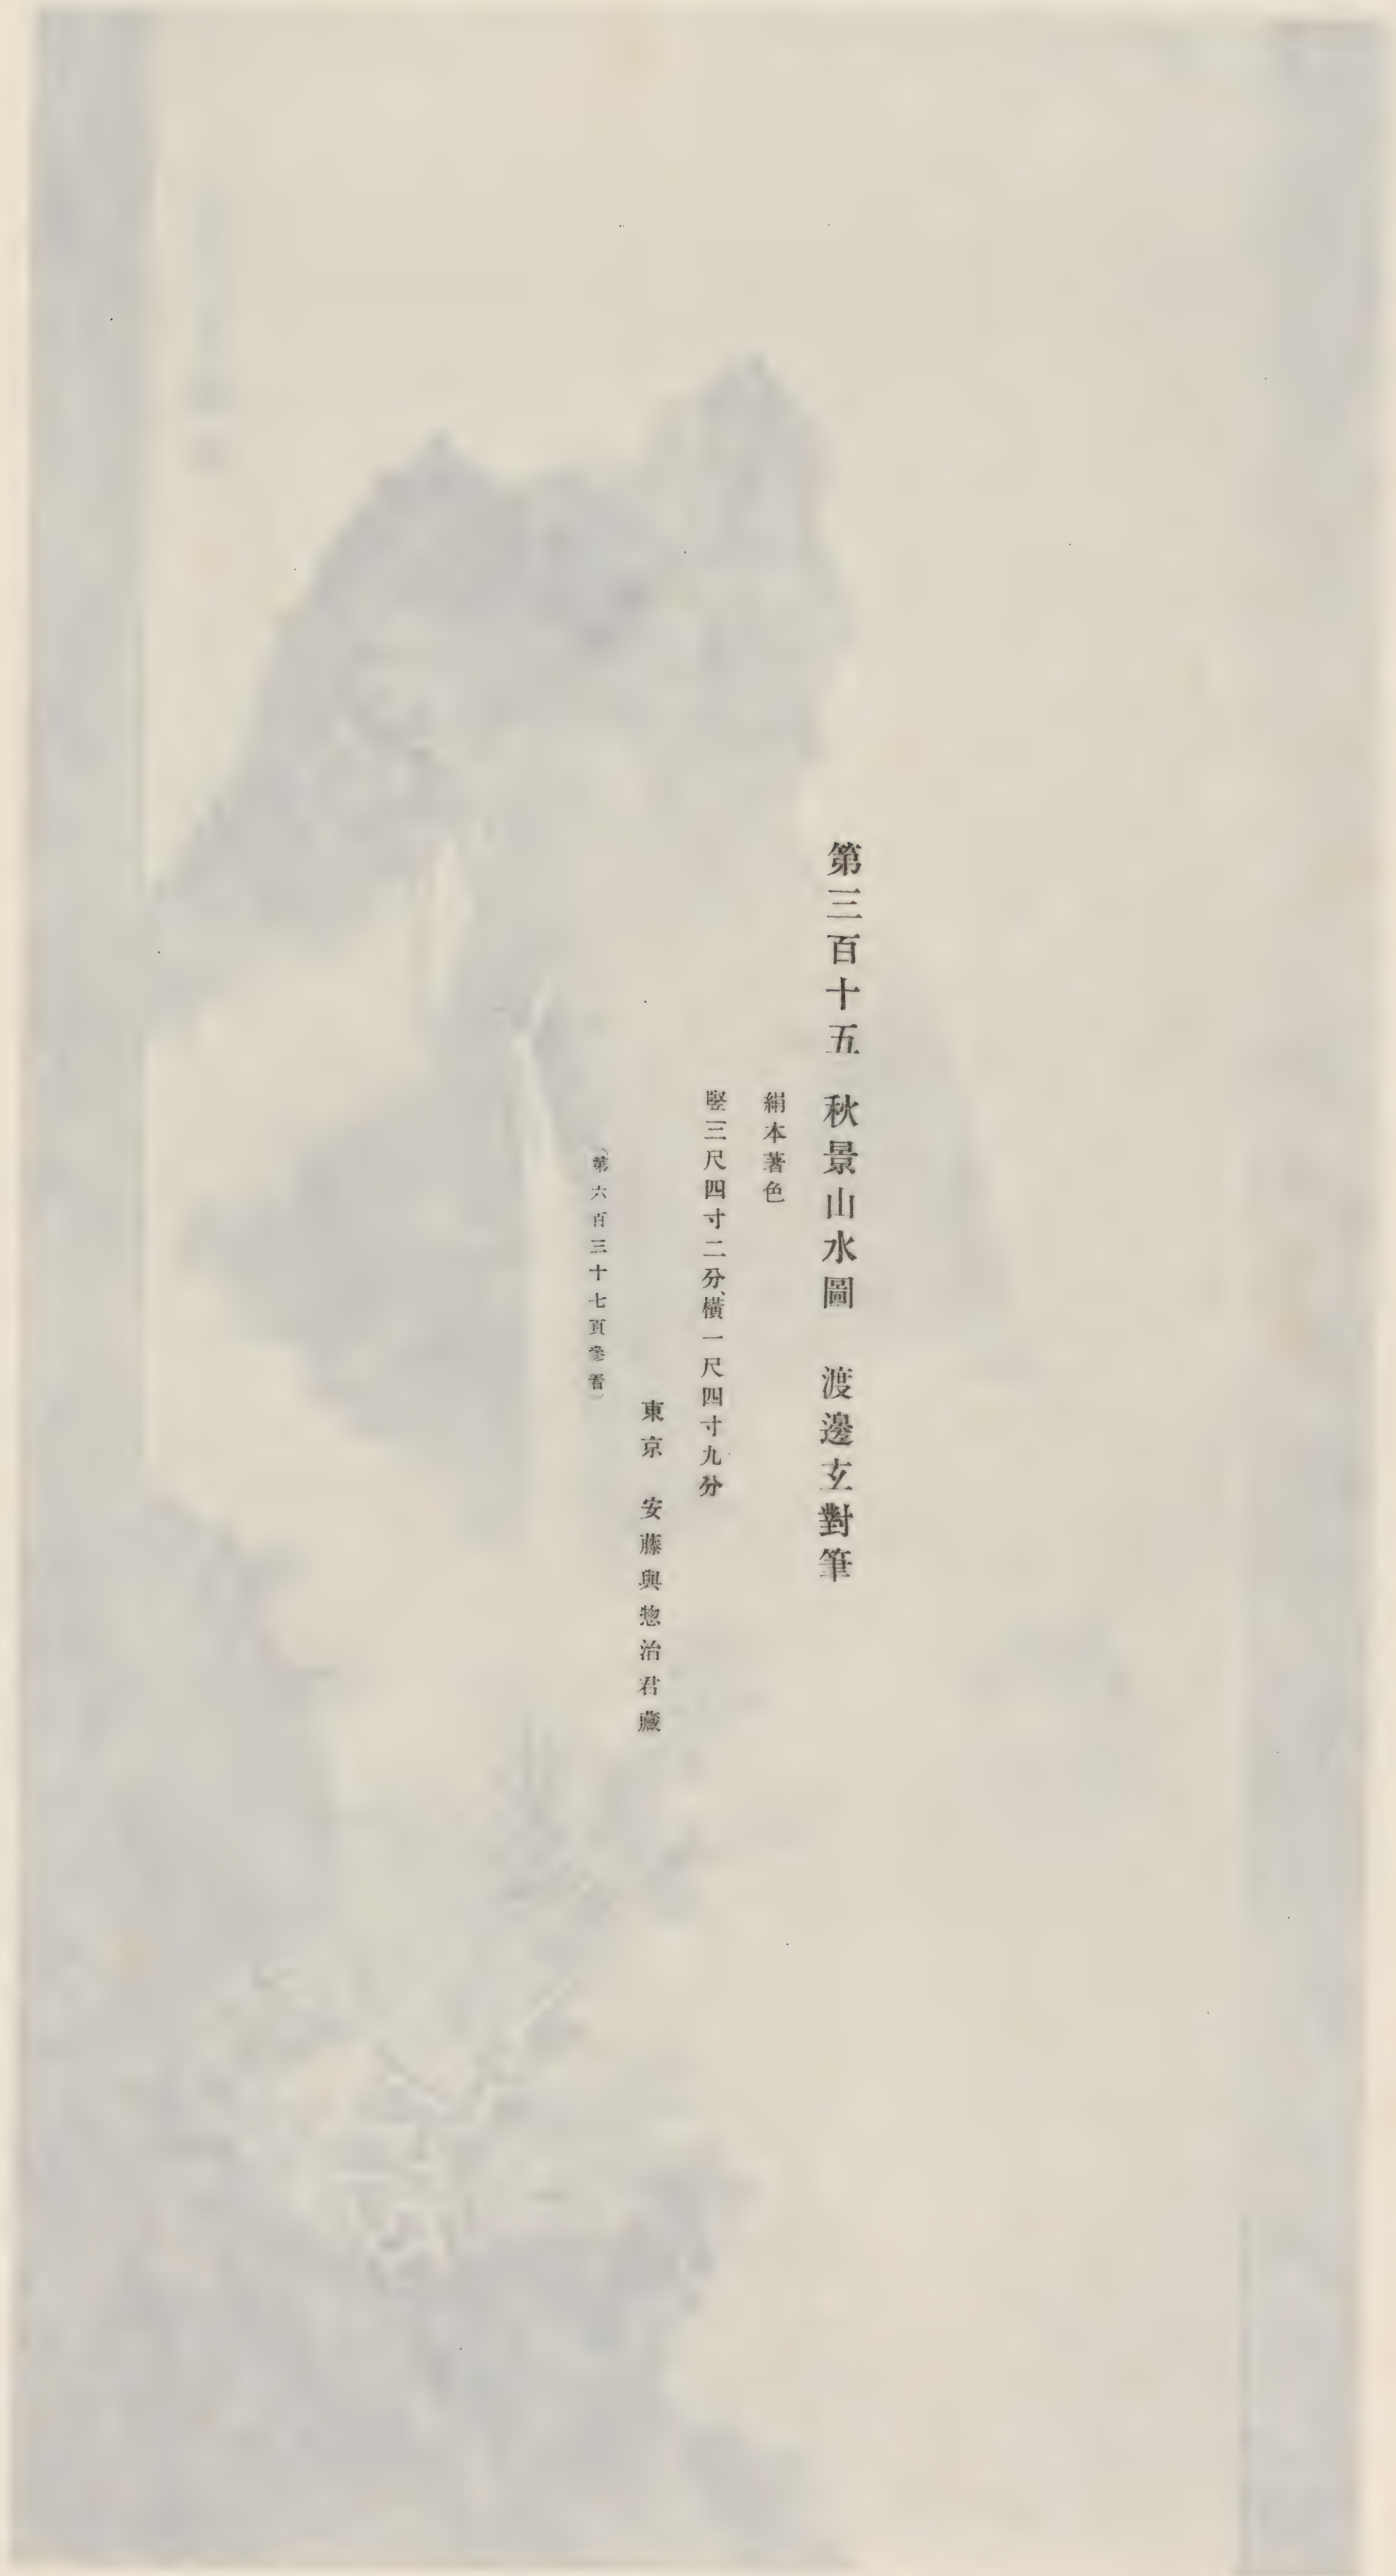 第三百十五　秋景山水圖　渡邊玄對筆
絹本著色
竪三尺四寸二分、橫一尺四寸九分
東京　安藤與惣治君藏
（第六百三十七頁參看）